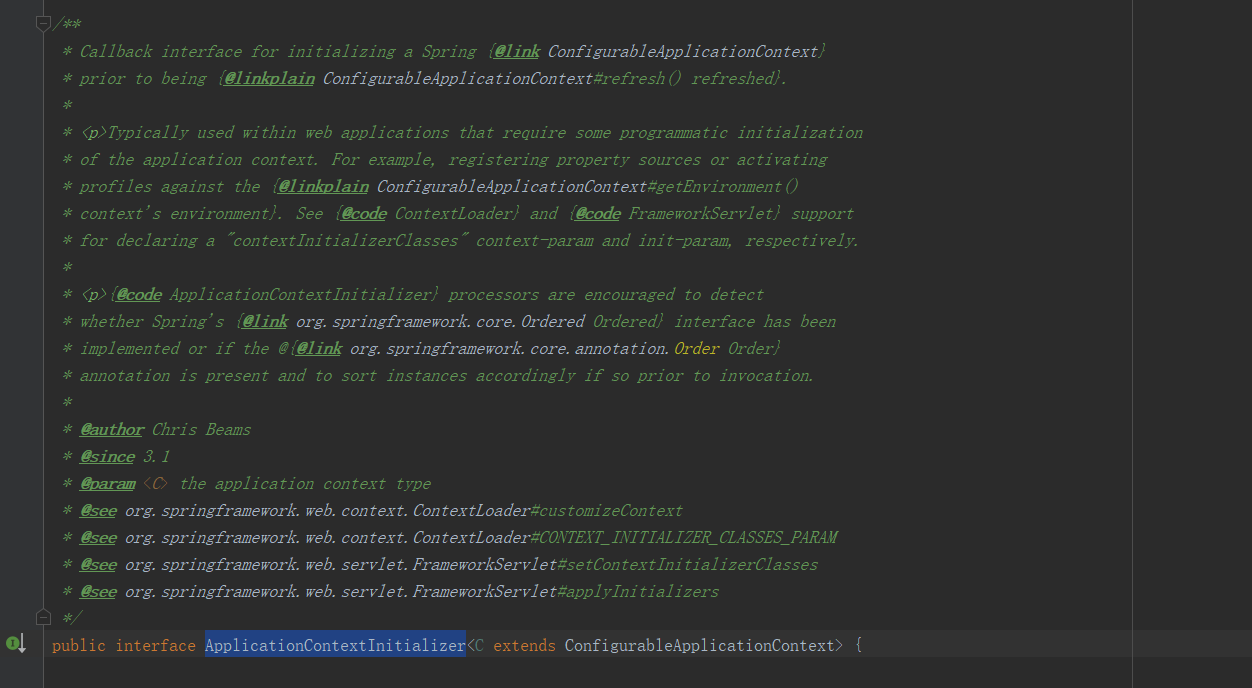 /**
* Callback interface for initializing a Spring {@link ConfigurableApplicationContext}
* prior to being {@linkplain ConfigurableApplicationContext#refresh() refreshed}.
*
* <p>Typically used within web applications that require some programmatic initialization
* of the application context. For example, registering property sources or activating
* profiles against the {@linkplain ConfigurableApplicationContext#getEnvironment()
* context's environment}. See {@code ContextLoader} and {@code FrameworkServlet} support
* for declaring a "contextInitializerClasses" context-param and init-param, respectively.
*
* <p>{@code ApplicationContextInitializer} processors are encouraged to detect
* whether Spring's {@link org.springframework.core.Ordered Ordered} interface has been
* implemented or if the @{@link org.springframework.core.annotation.Order Order}
* annotation is present and to sort instances accordingly if so prior to invocation.
*
* @author Chris Beams
* @since 3.1
* @param <C> the application context type
* @see org.springframework.web.context.ContextLoader#customizeContext
* @see org.springframework.web.context.ContextLoader#CONTEXT_INITIALIZER_CLASSES_PARAM
* @see org.springframework.web.servlet.FrameworkServlet#setContextInitializerClasses
* @see org.springframework.web.servlet.FrameworkServlet#applyInitializers
*/
public interface ApplicationContextInitializer<C extends ConfigurableApplicationContext> {